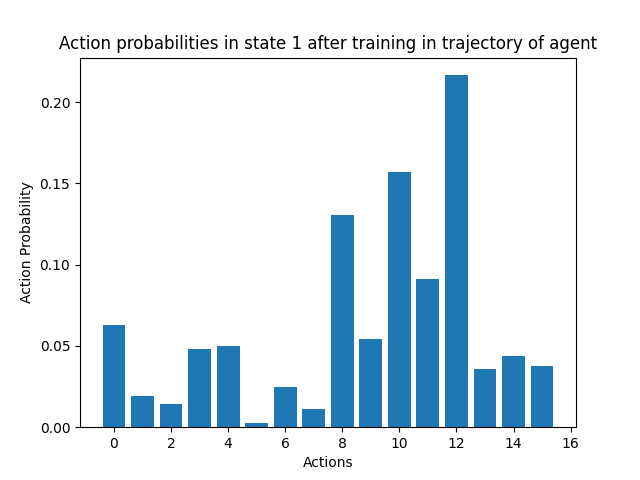 Action probabilities in state 1 after training in trajectory of agent
0.20
0.15
0.10
0.05
0.00
Action Probability
0 2 4 6 8 10 12 14 16
Actions